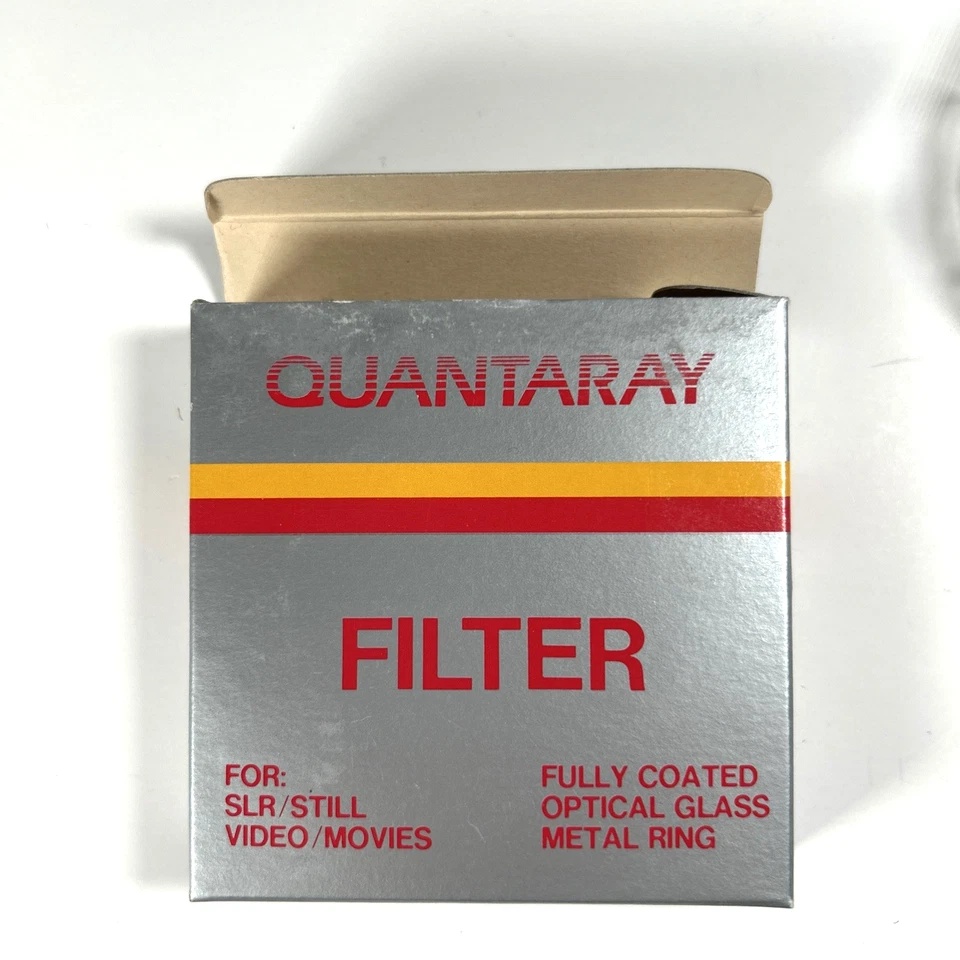 QUANTARAY
FILTER
FOR:
SLR/STILL
VIDEO/MOVIES
FULLY COATED
OPTICAL GLASS
METAL RING